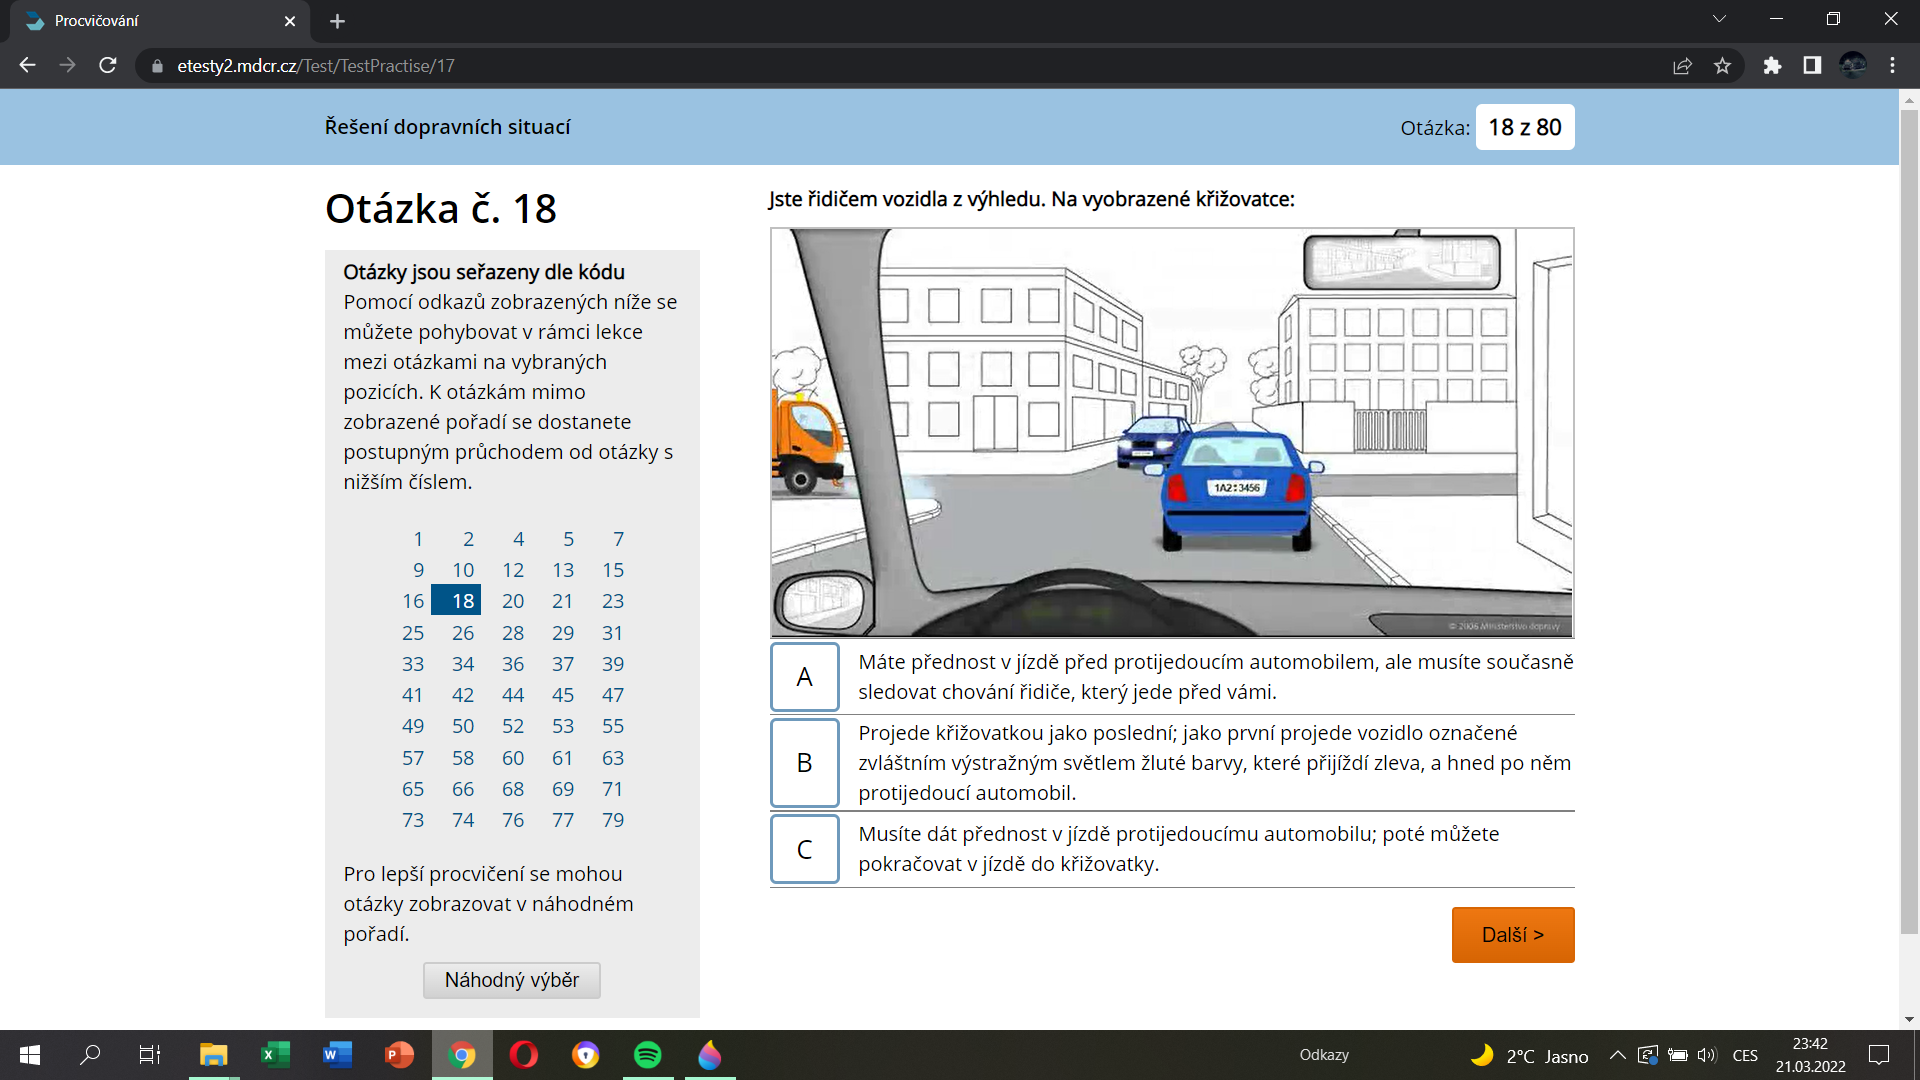 Procvičování
etesty2.mdcr.cz/Test/TestPractise/17
Řešení dopravních situací
Otázka: 18 z 80
Otázka č. 18
Otázky jsou seřazeny dle kódu
Pomocí odkazů zobrazených níže se
můžete pohybovat v rámci lekce
mezi otázkami na vybraných
pozicích. K otázkám mimo
zobrazené pořadí se dostanete
postupným průchodem od otázky s
nižším číslem.
1 2 4 5 7
9 10 12 13 15
16 18 20 21 23
25 26 28 29 31
33 34 36 37 39
41 42 44 45 47
49 50 52 53 55
57 58 60 61 63
65 66 68 69 71
73 74 76 77 79
Pro lepší procvičení se mohou
otázky zobrazovat v náhodném
pořadí.
Náhodný výběr
Jste řidičem vozidla z výhledu. Na vyobrazené křižovatce:
1A2 3456
© 2006 Ministerstvo dopravy
A
Máte přednost v jízdě před protijedoucím automobilem, ale musíte současně
sledovat chování řidiče, který jede před vámi.
B
Projede křižovatkou jako poslední; jako první projede vozidlo označené
zvláštním výstražným světlem žluté barvy, které přijíždí zleva, a hned po něm
protijedoucí automobil.
C
Musíte dát přednost v jízdě protijedoucímu automobilu; poté můžete
pokračovat v jízdě do křižovatky.
Další >
Odkazy
2°C Jasno
CES
23:42
21.03.2022